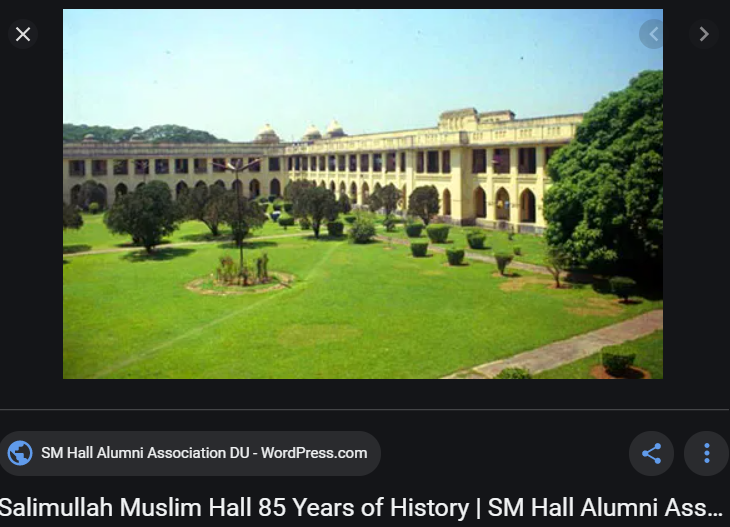 SM Hall Alumni Association DU - WordPress.com
Salimullah Muslim Hall 85 Years of History | SM Hall Alumni Ass...